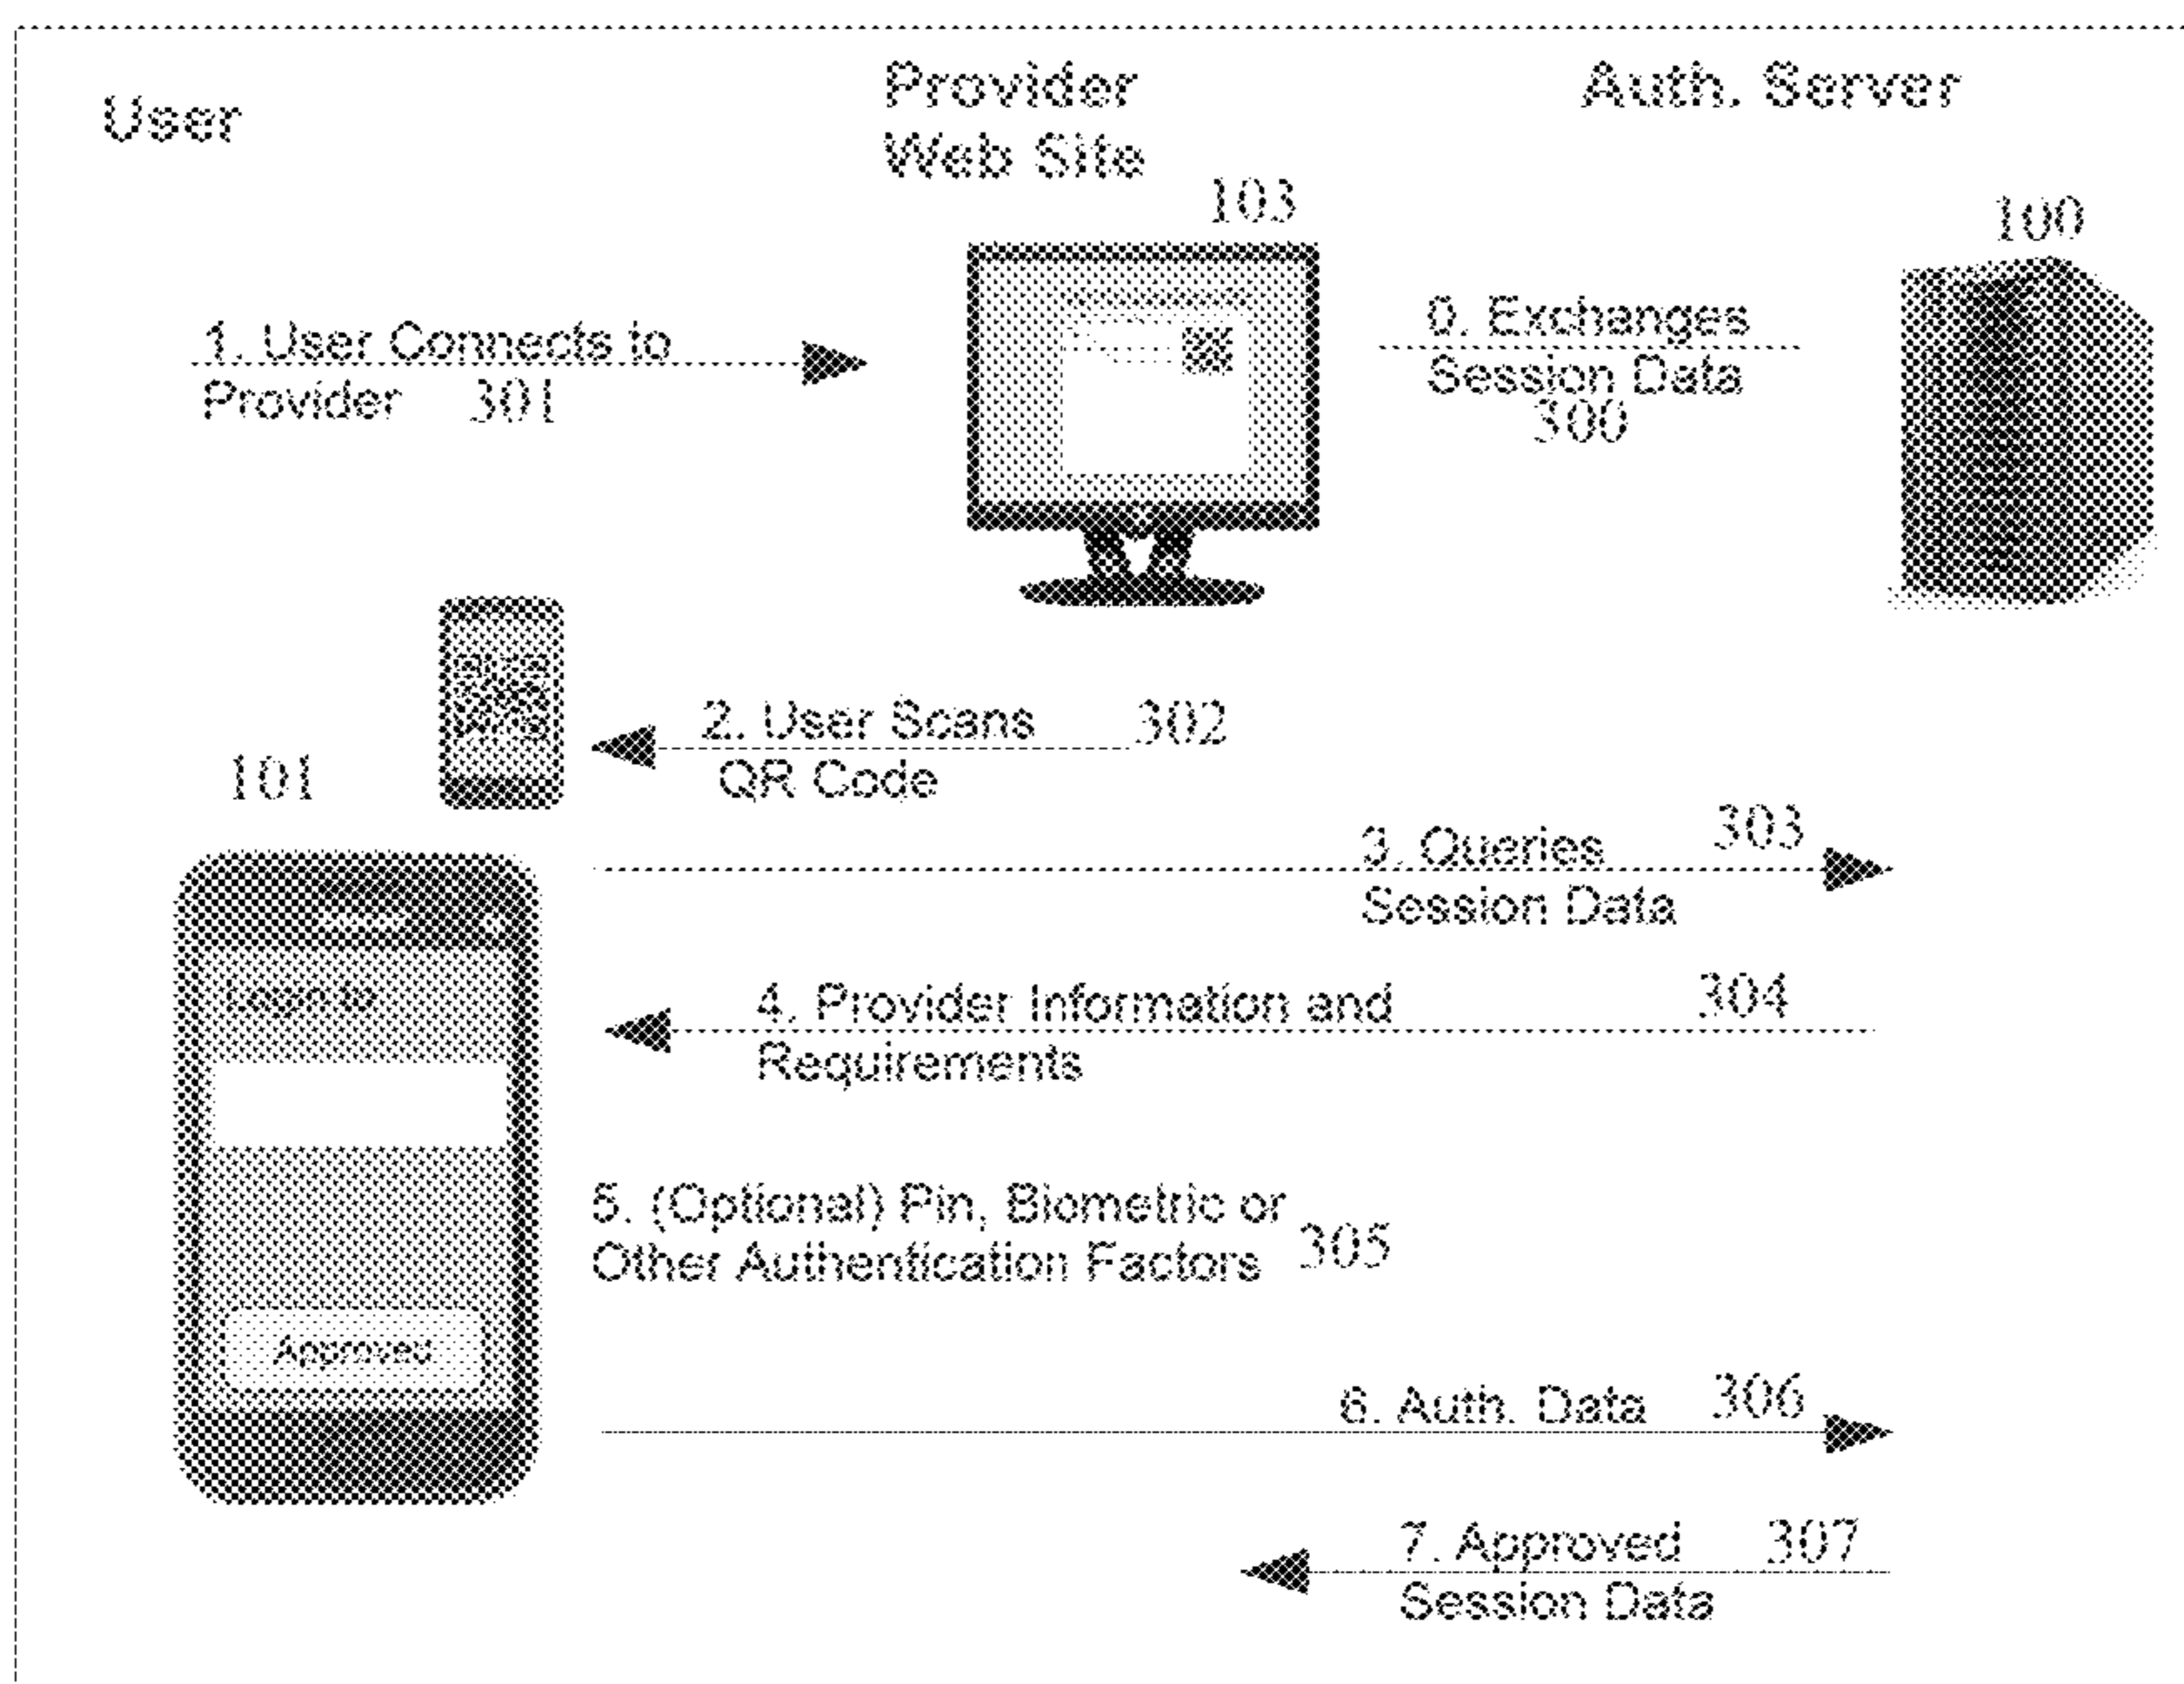 User
Provider
Web Site
Auth. Server
103
100
1. User Connects to
Provider 301
0. Exchanges
Session Data
300
2. User Scans 302
QR Code
101
3. Queries 303
Session Data
Login to
4. Provider Information and 304
Requirements
5. (Optional) Pin, Biometric or
Other Authentication Factors 305
Approved
6. Auth. Data 306
7. Approved 307
Session Data